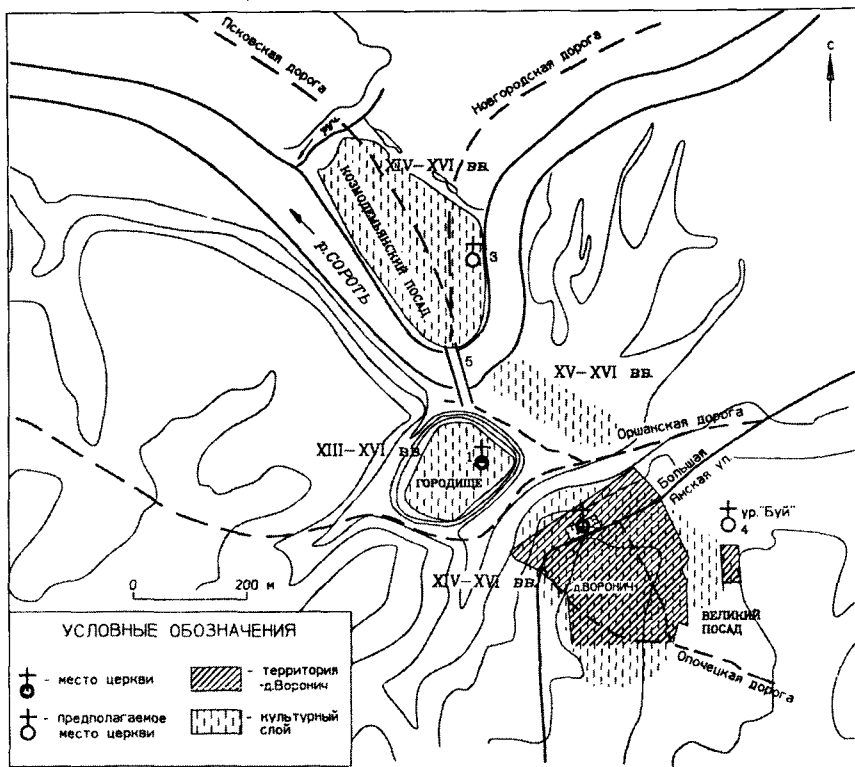 Псковская дорога
Новгородская дорога
С
РУЧ.
XIV–XVI вв.
КОЗМОДЕМЬЯНСКИЙ ПОСАД
3
р. СОРОТЬ
5
XV–XVI вв.
Оршанская дорога
Большая
Янская ул.
XIII–XVI вв.
1
ГОРОДИЩЕ
ур. "Буй"
4
0 200 м
XIV–XVI вв.
д.ВОРОНИЧ
ВЕЛИКИЙ
ПОСАД
Опочецкая дорога
УСЛОВНЫЕ ОБОЗНАЧЕНИЯ
- место церкви
- предполагаемое
место церкви
- территория
-д.Воронич
- культурный
слой